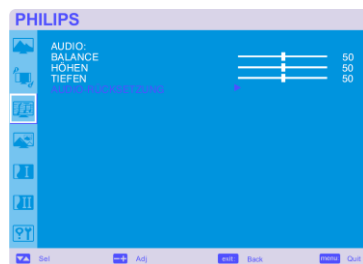 PHILIPS
AUDIO:
BALANCE 50
HÖHEN 50
TIEFEN 50
AUDIO-RÜCKSETZUNG
Sel Adj exit Back menu Quit